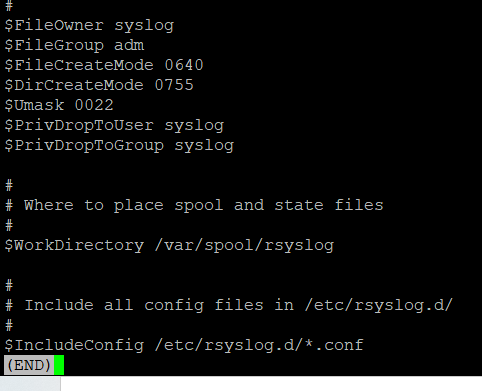 #
$FileOwner syslog
$FileGroup adm
$FileCreateMode 0640
$DirCreateMode 0755
$Umask 0022
$PrivDropToUser syslog
$PrivDropToGroup syslog
#
# Where to place spool and state files
#
$WorkDirectory /var/spool/rsyslog
#
# Include all config files in /etc/rsyslog.d/
#
$IncludeConfig /etc/rsyslog.d/*.conf
(END)